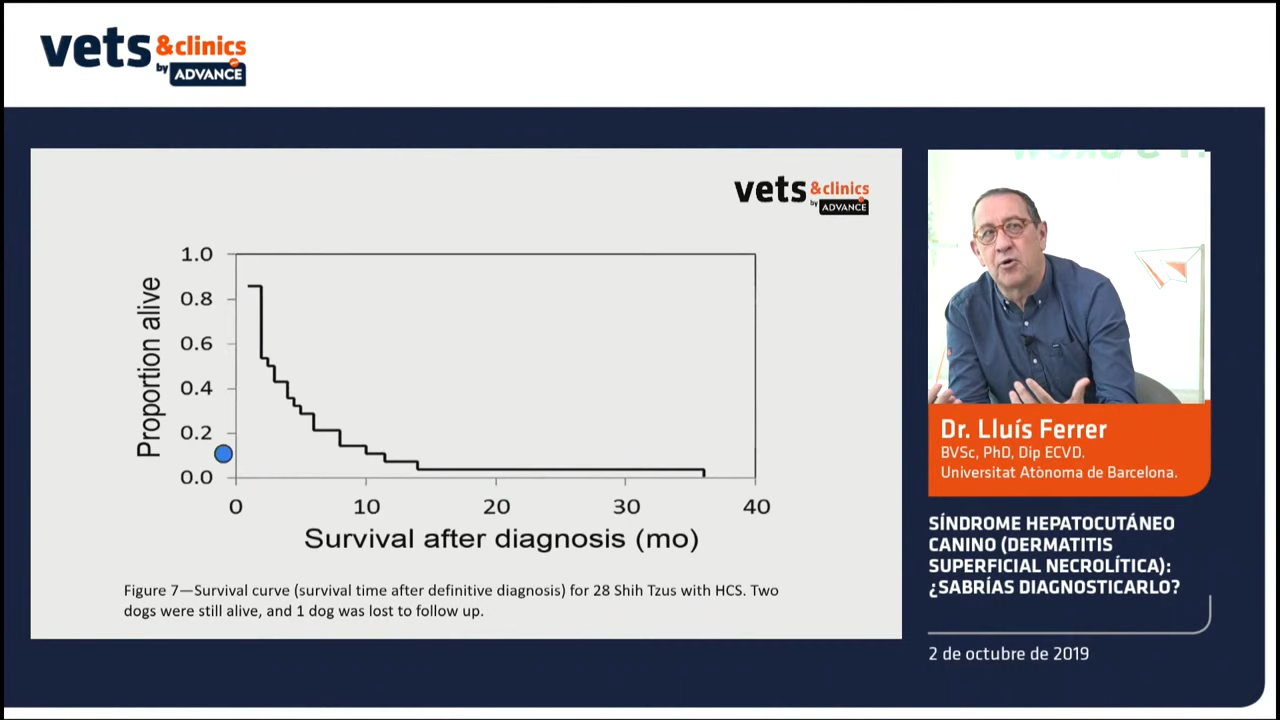 vets &clinics
by ADVANCE
vets &clinics
by ADVANCE
Proportion alive
1.0
0.8
0.6
0.4
0.2
0.0
0 10 20 30 40
Survival after diagnosis (mo)
Figure 7—Survival curve (survival time after definitive diagnosis) for 28 Shih Tzus with HCS. Two
dogs were still alive, and 1 dog was lost to follow up.
Dr. Lluís Ferrer
BVSc, PhD, Dip ECVD.
Universitat Atònoma de Barcelona.
SÍNDROME HEPATOCUTÁNEO
CANINO (DERMATITIS
SUPERFICIAL NECROLÍTICA):
¿SABRÍAS DIAGNOSTICARLO?
2 de octubre de 2019